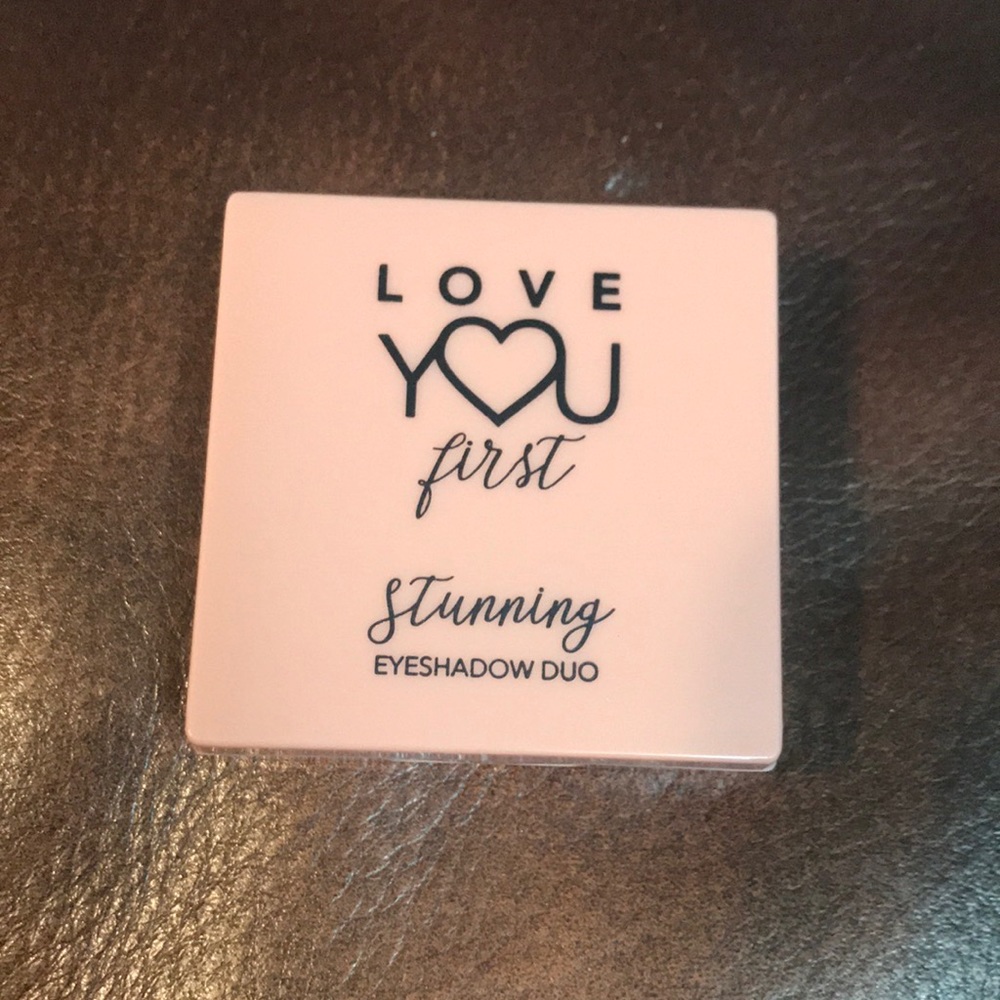 LOVE
YOU
first
Stunning
EYESHADOW DUO